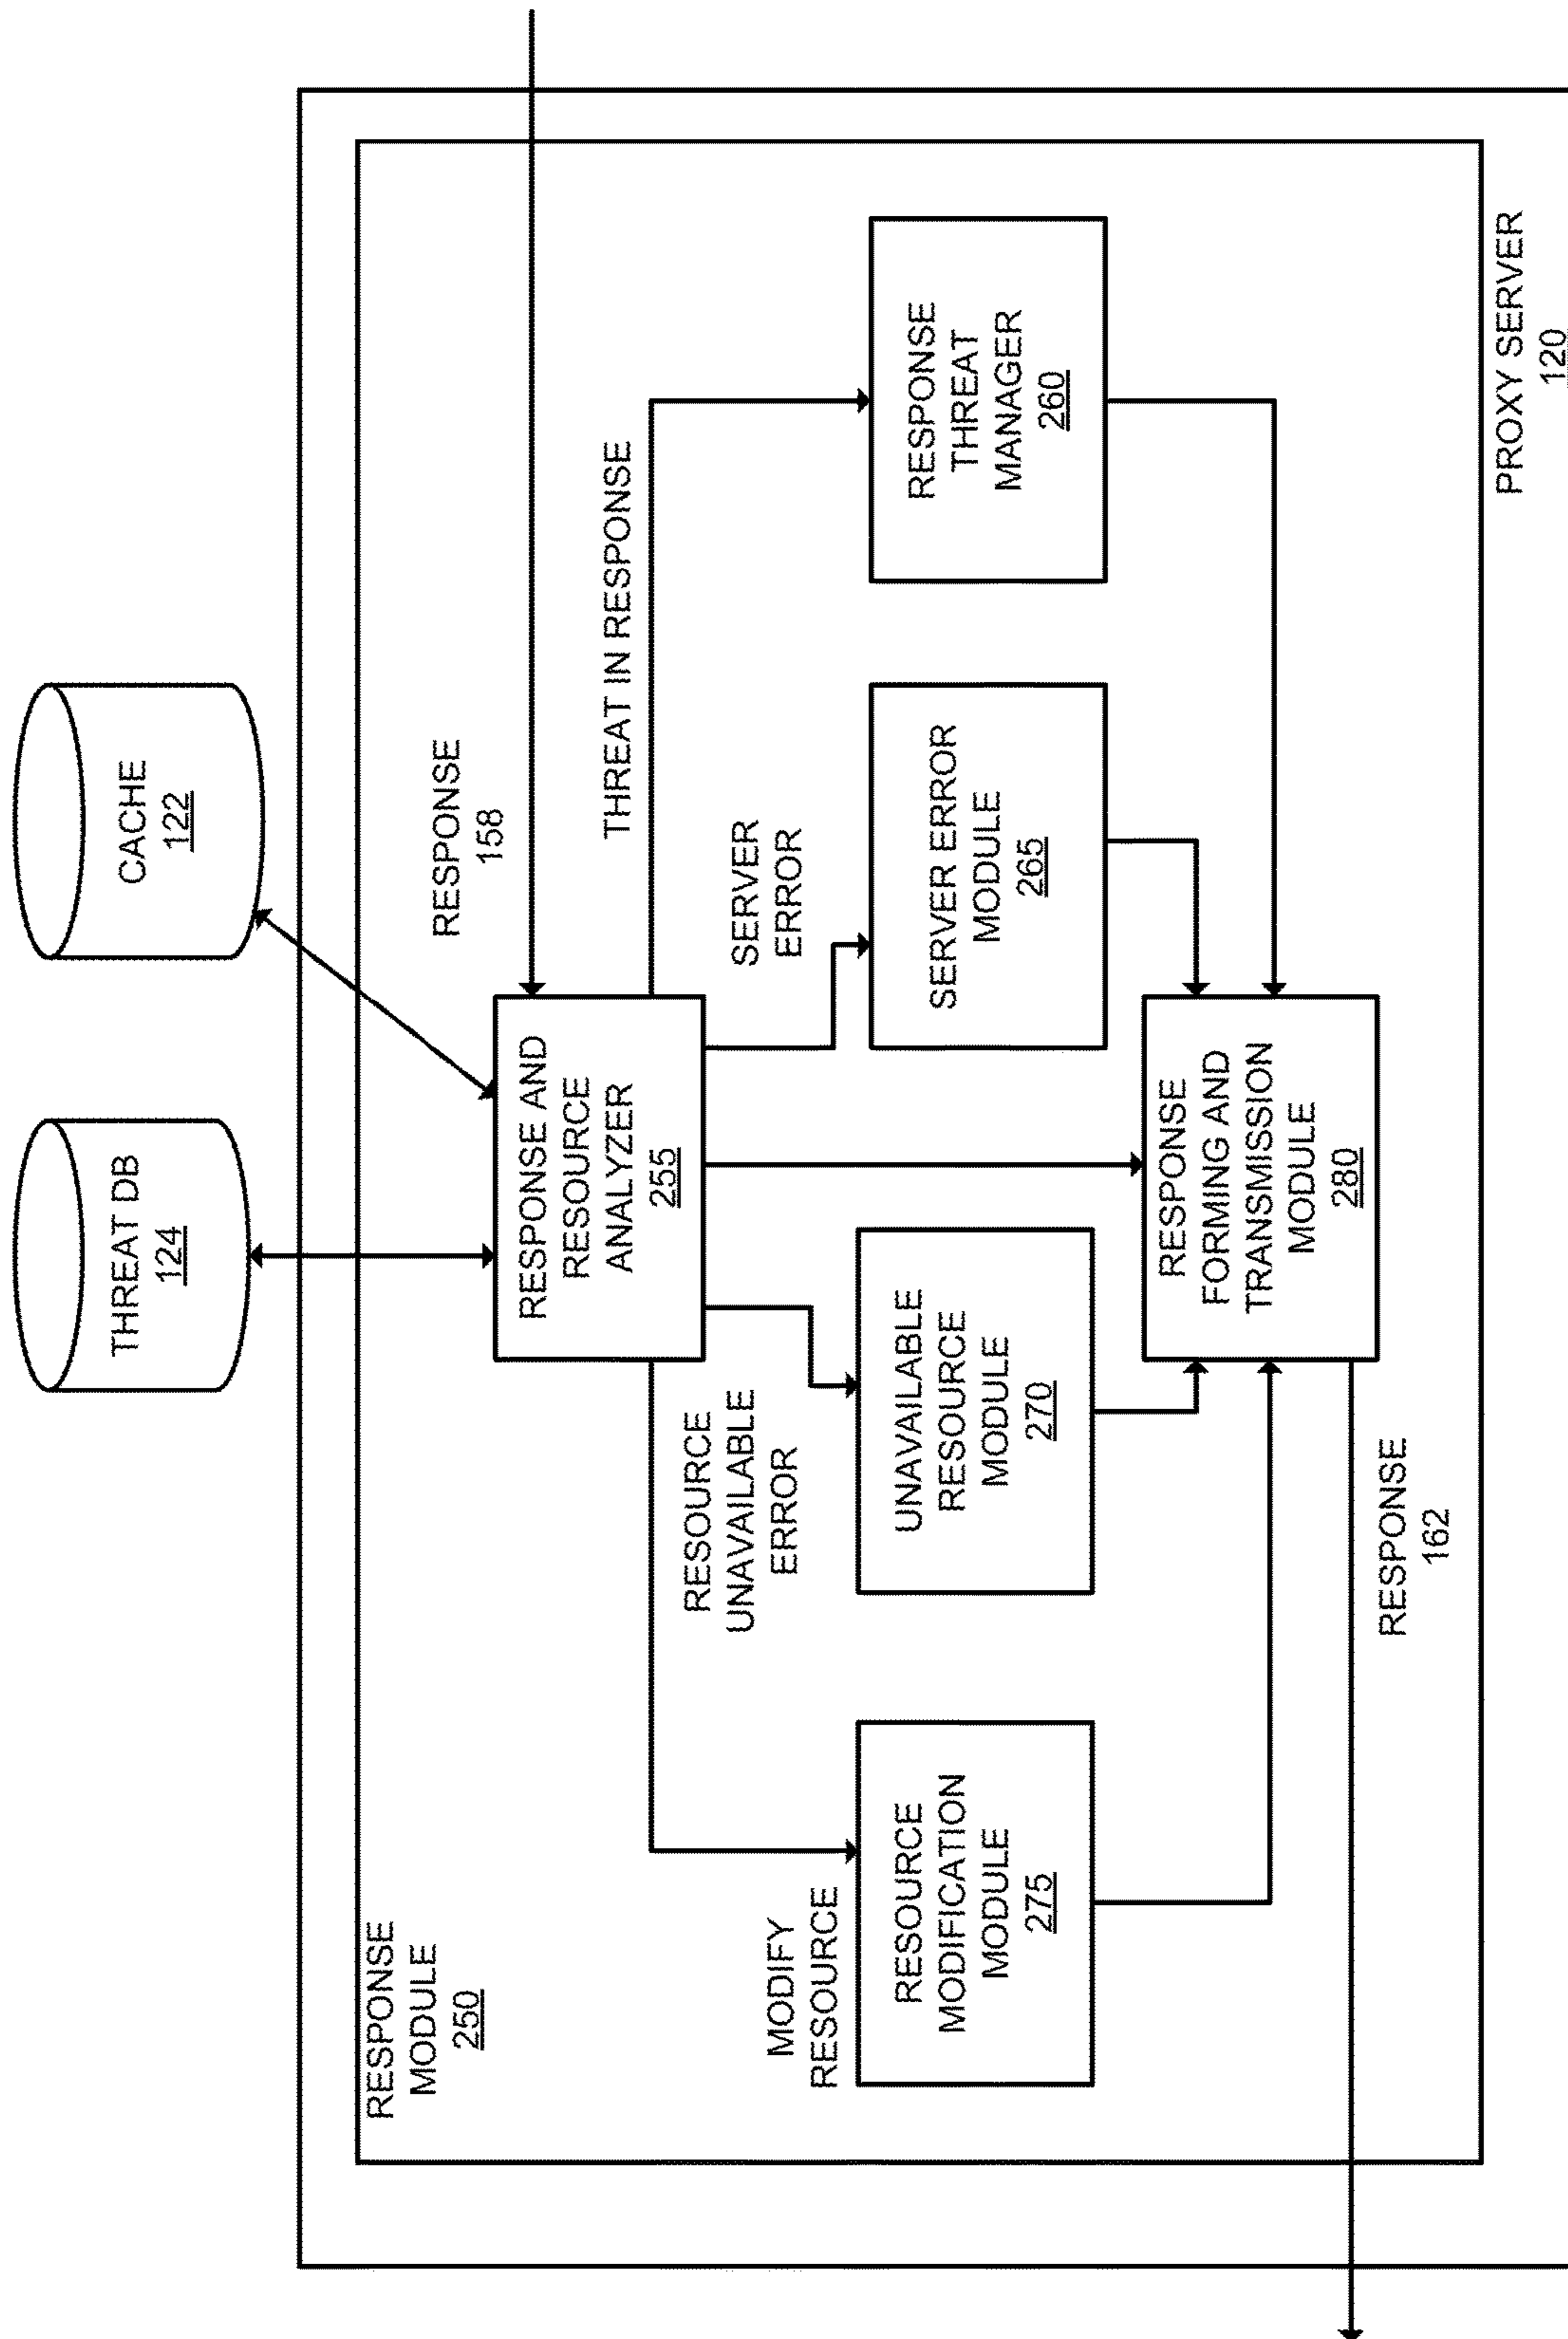 THREAT DB
124
CACHE
122
RESPONSE
MODULE
250
RESPONSE
158
RESPONSE AND
RESOURCE
ANALYZER
255
THREAT IN RESPONSE
MODIFY
RESOURCE
RESOURCE
UNAVAILABLE
ERROR
SERVER
ERROR
RESOURCE
MODIFICATION
MODULE
275
UNAVAILABLE
RESOURCE
MODULE
270
SERVER ERROR
MODULE
265
RESPONSE
THREAT
MANAGER
260
RESPONSE
FORMING AND
TRANSMISSION
MODULE
280
RESPONSE
162
PROXY SERVER
120